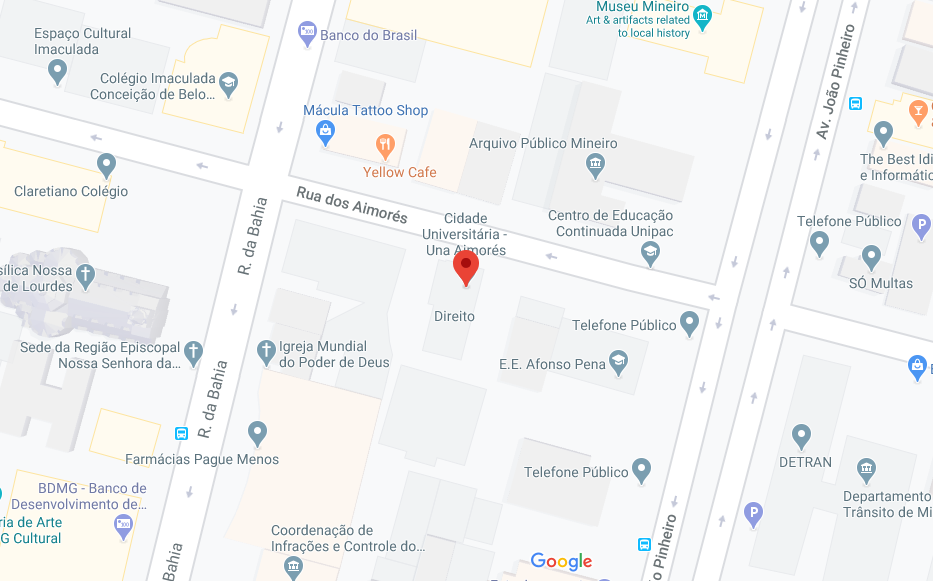 Museu Mineiro
Art & artifacts related
to local history
Espaço Cultural
Imaculada
Banco do Brasil
Av. João Pinheiro
Colégio Imaculada
Conceição de Belo...
Mácula Tattoo Shop
Arquivo Público Mineiro
Yellow Cafe
The Best Idi
e Informátic
Claretiano Colégio
Rua dos Aimorés
R. da Bahia
Cidade
Universitária -
Una Aimorés
Centro de Educação
Continuada Unipac
Telefone Público
P
sílica Nossa
de Lourdes
SÓ Multas
Direito
Telefone Público
Sede da Região Episcopal
Nossa Senhora da...
Igreja Mundial
do Poder de Deus
E.E. Afonso Pena
R. da Bahia
Farmácias Pague Menos
Telefone Público
DETRAN
BDMG - Banco de
Desenvolvimento de...
Departamento
Trânsito de Mi
ria de Arte
G Cultural
P
Coordenação de
Infrações e Controle do...
Bahia
Google
o Pinheiro